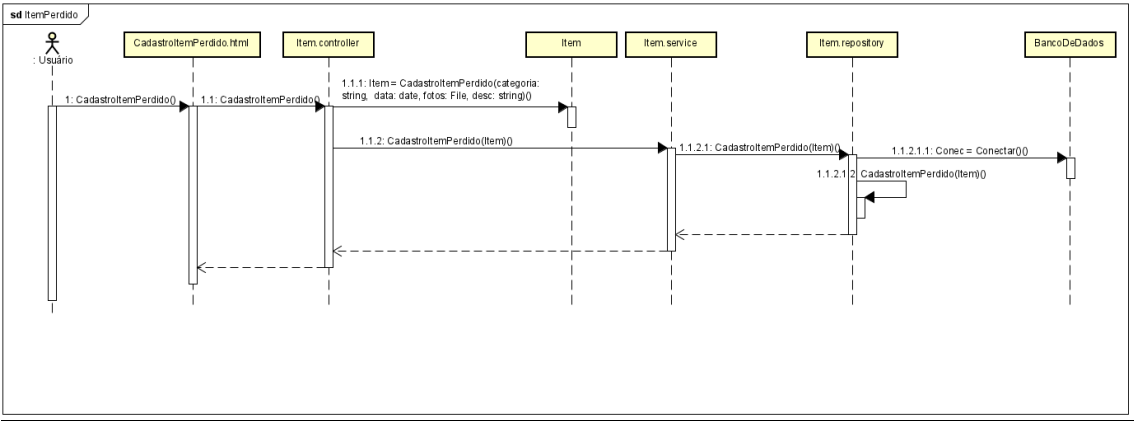 sd ItemPerdido
: Usuário
CadastroItemPerdido.html
Item.controller
Item
Item.service
Item.repository
BancoDeDados
1: CadastroItemPerdido()
1.1: CadastroItemPerdido()
1.1.1: Item = CadastroItemPerdido(categoria:
string, data: date, fotos: File, desc: string)()
1.1.2: CadastroItemPerdido(Item)()
1.1.2.1: CadastroItemPerdido(Item)()
1.1.2.1.1: Conec = Conectar()()
1.1.2.1.2: CadastroItemPerdido(Item)()